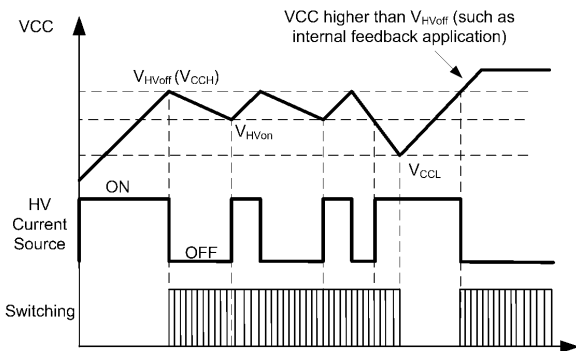 VCC higher than VHVoff (such as
internal feedback application)
VCC
VHVoff (VCCH)
VHVon
VCCL
ON
HV
Current
Source
OFF
Switching